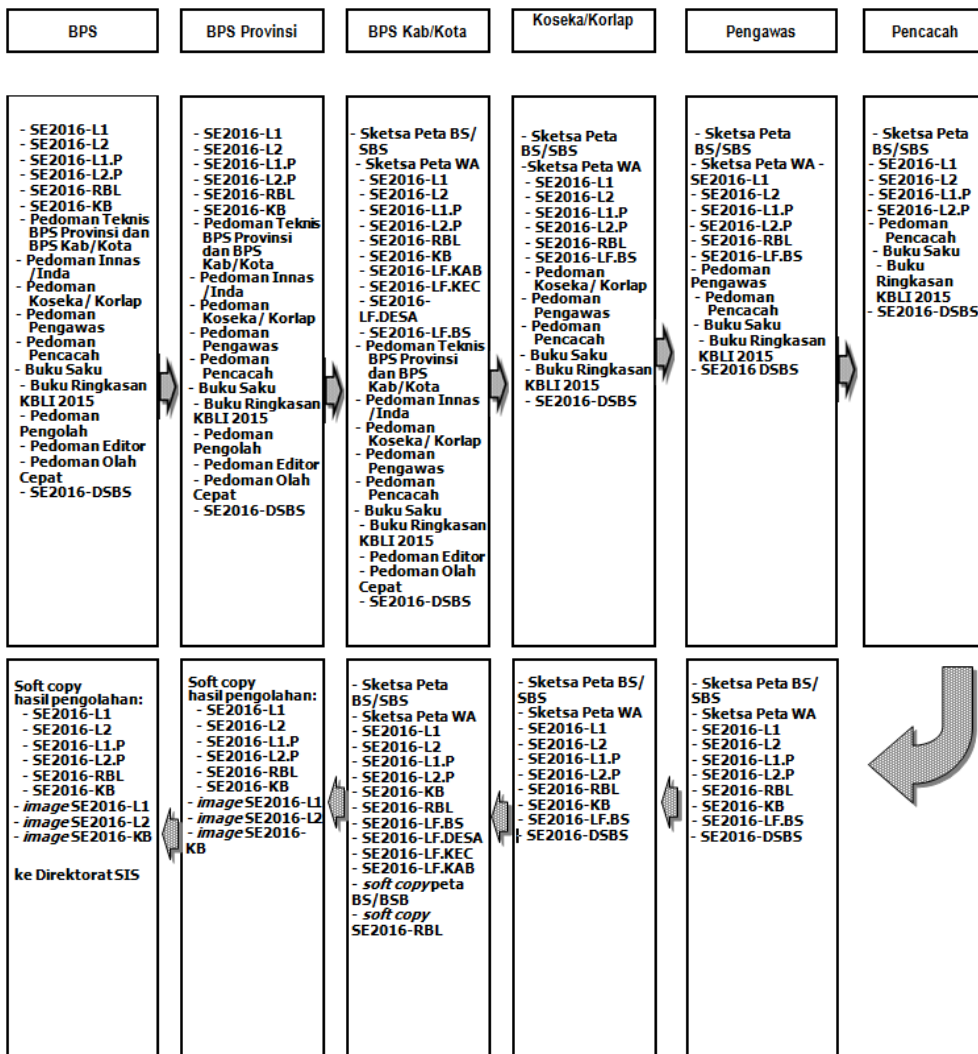 BPS
BPS Provinsi
BPS Kab/Kota
Koseka/Korlap
Pengawas
Pencacah
- SE2016-L1
- SE2016-L2
- SE2016-L1.P
- SE2016-L2.P
- SE2016-RBL
- SE2016-KB
- Pedoman Teknis
BPS Provinsi dan
BPS Kab/Kota
- Pedoman Innas
/Inda
- Pedoman
Koseka/ Korlap
- Pedoman
Pengawas
- Pedoman
Pencacah
- Buku Saku
- Buku Ringkasan
KBLI 2015
- Pedoman
Pengolah
- Pedoman Editor
- Pedoman Olah
Cepat
- SE2016-DSBS
- SE2016-L1
- SE2016-L2
- SE2016-L1.P
- SE2016-L2.P
- SE2016-RBL
- SE2016-KB
- Pedoman Teknis
BPS Provinsi
dan BPS
Kab/Kota
- Pedoman Innas
/Inda
- Pedoman
Koseka/ Korlap
- Pedoman
Pengawas
- Pedoman
Pencacah
- Buku Saku
- Buku Ringkasan
KBLI 2015
- Pedoman
Pengolah
- Pedoman Editor
- Pedoman Olah
Cepat
- SE2016-DSBS
- Sketsa Peta BS/
SBS
- Sketsa Peta WA
- SE2016-L1
- SE2016-L2
- SE2016-L1.P
- SE2016-L2.P
- SE2016-RBL
- SE2016-KB
- SE2016-LF.KAB
- SE2016-LF.KEC
- SE2016-
LF.DESA
- SE2016-LF.BS
- Pedoman Teknis
BPS Provinsi
dan BPS
Kab/Kota
- Pedoman Innas
/Inda
- Pedoman
Koseka/ Korlap
- Pedoman
Pengawas
- Pedoman
Pencacah
- Buku Saku
- Buku Ringkasan
KBLI 2015
- Pedoman Editor
- Pedoman Olah
Cepat
- SE2016-DSBS
- Sketsa Peta
BS/SBS
-Sketsa Peta WA
- SE2016-L1
- SE2016-L2
- SE2016-L1.P
- SE2016-L2.P
- SE2016-RBL
- SE2016-LF.BS
- Pedoman
Koseka/ Korlap
- Pedoman
Pengawas
- Pedoman
Pencacah
- Buku Saku
- Buku Ringkasan
KBLI 2015
- SE2016-DSBS
- Sketsa Peta
BS/SBS
- Sketsa Peta WA -
SE2016-L1
- SE2016-L2
- SE2016-L1.P
- SE2016-L2.P
- SE2016-RBL
- SE2016-LF.BS
- Pedoman
Pengawas
- Pedoman
Pencacah
- Buku Saku
- Buku Ringkasan
KBLI 2015
- SE2016 DSBS
- Sketsa Peta
BS/SBS
- SE2016-L1
- SE2016-L2
- SE2016-L1.P
- SE2016-L2.P
- Pedoman
Pencacah
- Buku Saku
- Buku
Ringkasan
KBLI 2015
- SE2016-DSBS
Soft copy
hasil pengolahan:
- SE2016-L1
- SE2016-L2
- SE2016-L1.P
- SE2016-L2.P
- SE2016-RBL
- SE2016-KB
- image SE2016-L1
- image SE2016-L2
- image SE2016-KB
ke Direktorat SIS
Soft copy
hasil pengolahan:
- SE2016-L1
- SE2016-L2
- SE2016-L1.P
- SE2016-L2.P
- SE2016-RBL
- SE2016-KB
- image SE2016-L1
- image SE2016-L2
- image SE2016-
KB
- Sketsa Peta
BS/SBS
- Sketsa Peta WA
- SE2016-L1
- SE2016-L2
- SE2016-L1.P
- SE2016-L2.P
- SE2016-KB
- SE2016-RBL
- SE2016-LF.BS
- SE2016-LF.DESA
- SE2016-LF.KEC
- SE2016-LF.KAB
- soft copy peta
BS/BSB
- soft copy
SE2016-RBL
- Sketsa Peta BS/
SBS
- Sketsa Peta WA
- SE2016-L1
- SE2016-L2
- SE2016-L1.P
- SE2016-L2.P
- SE2016-RBL
- SE2016-KB
- SE2016-LF.BS
- SE2016-DSBS
- Sketsa Peta BS/
SBS
- Sketsa Peta WA
- SE2016-L1
- SE2016-L2
- SE2016-L1.P
- SE2016-L2.P
- SE2016-RBL
- SE2016-KB
- SE2016-LF.BS
- SE2016-DSBS